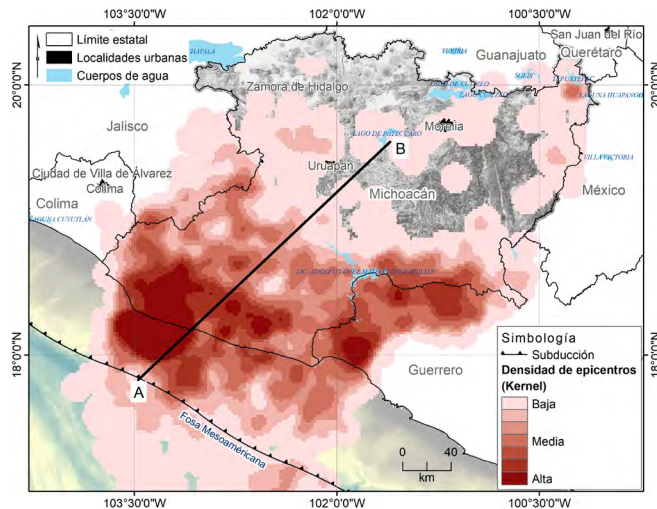 103°30'0"W
102°0'0"W
100°30'0"W
Límite estatal
Localidades urbanas
Cuerpos de agua
San Juan del Río
Querétaro
Guanajuato
20°0'0"N
20°0'0"N
Zamora de Hidalgo
Jalisco
LAGO DE PÁTZCUARO
Morelia
B
Uruapan
Ciudad de Villa de Álvarez
Colima
Michoacán
México
VILLA VICTORIA
Colima
LAGUNA CUYUTLÁN
18°0'0"N
18°0'0"N
Guerrero
A
Fosa Mesoaméricana
Simbología
Subducción
Densidad de epicentros
(Kernel)
Baja
Media
Alta
0
40
km
103°30'0"W
102°0'0"W
100°30'0"W